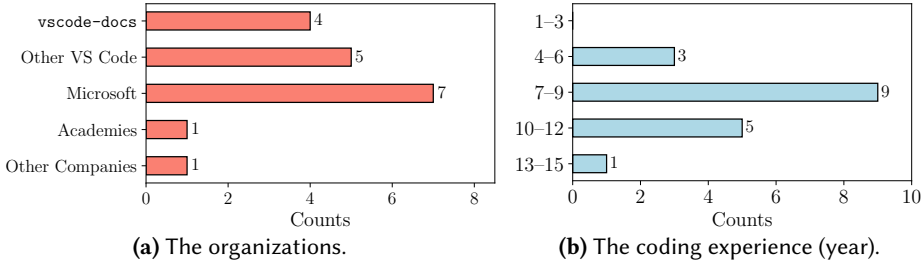 vscode-docs
4
Other VS Code
5
Microsoft
7
Academies
1
Other Companies
1
0 2 4 6 8
Counts
(a) The organizations.
1–3
4–6
3
7–9
9
10–12
5
13–15
1
0 2 4 6 8 10
Counts
(b) The coding experience (year).